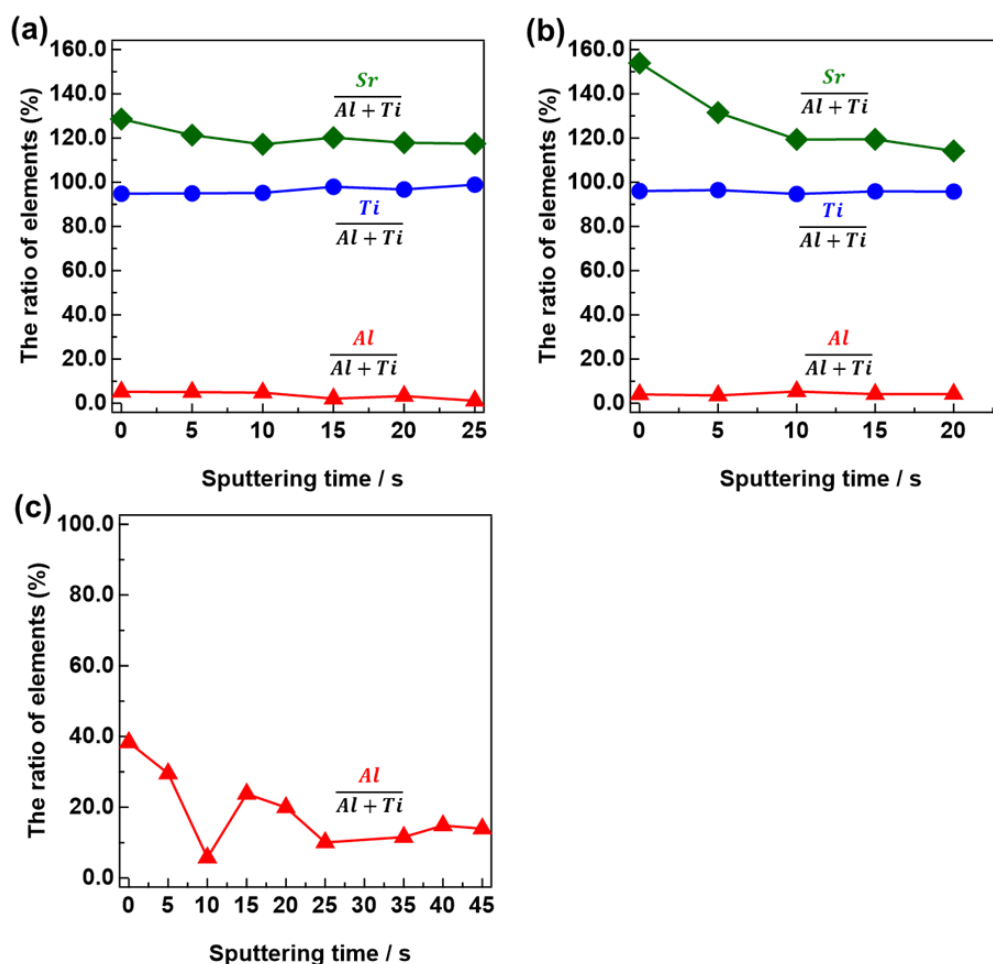 (a)
160.0
140.0
120.0
100.0
80.0
60.0
40.0
20.0
0.0
The ratio of elements (%)
Sr
Al + Ti
Ti
Al + Ti
Al
Al + Ti
0 5 10 15 20 25
Sputtering time / s
(b)
160.0
140.0
120.0
100.0
80.0
60.0
40.0
20.0
0.0
The ratio of elements (%)
Sr
Al + Ti
Ti
Al + Ti
Al
Al + Ti
0 5 10 15 20
Sputtering time / s
(c)
100.0
80.0
60.0
40.0
20.0
0.0
The ratio of elements (%)
Al
Al + Ti
0 5 10 15 20 25 30 35 40 45
Sputtering time / s